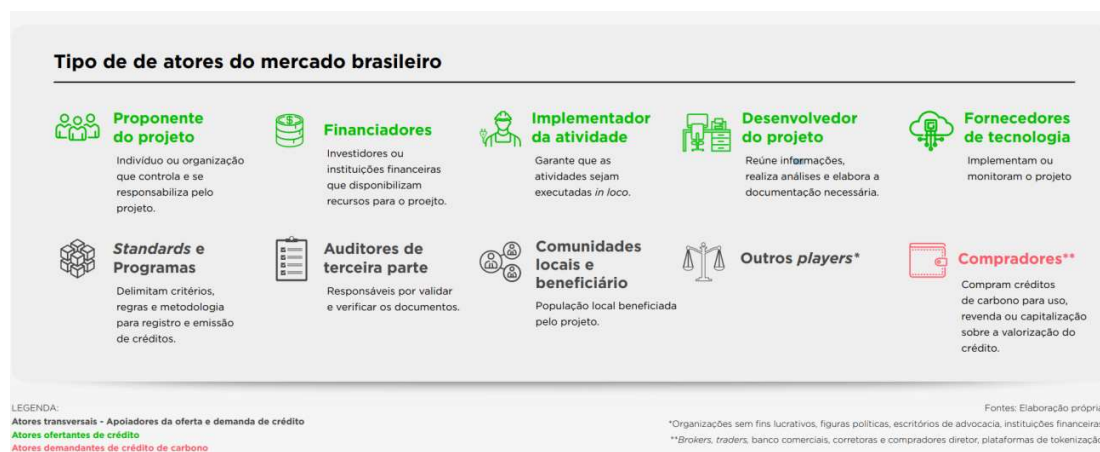 Tipo de de atores do mercado brasileiro
Proponente
do projeto
Indivíduo ou organização
que controla e se
responsabiliza pelo
projeto.
Financiadores
Investidores ou
instituições financeiras
que disponibilizam
recursos para o proejto.
Implementador
da atividade
Garante que as
atividades sejam
executadas in loco.
Desenvolvedor
do projeto
Reúne informações,
realiza análises e elabora a
documentação necessária.
Fornecedores
de tecnologia
Implementam ou
monitoram o projeto
Standards e
Programas
Delimitam critérios,
regras e metodologia
para registro e emissão
de créditos.
Auditores de
terceira parte
Responsáveis por validar
e verificar os documentos.
Comunidades
locais e
beneficiário
População local beneficiada
pelo projeto.
Outros players*
Compradores**
Compram créditos
de carbono para uso,
revenda ou capitalização
sobre a valorização do
crédito.
LEGENDA:
Atores transversais - Apoiadores da oferta e demanda de crédito
Atores ofertantes de crédito
Atores demandantes de crédito de carbono
Fontes: Elaboração própria
*Organizações sem fins lucrativos, figuras políticas, escritórios de advocacia, instituições financeiras
**Brokers, traders, banco comerciais, corretoras e compradores diretor, plataformas de tokenização